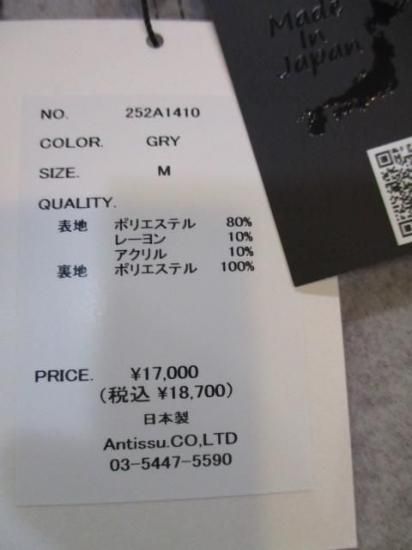 Made
In
Japan
NO. 252A1410
COLOR. GRY
SIZE. M
QUALITY.
表地 ポリエステル 80%
レーヨン 10%
アクリル 10%
裏地 ポリエステル 100%
PRICE. ¥17,000
(税込 ¥18,700)
日本製
Antissu.CO,LTD
03-5447-5590